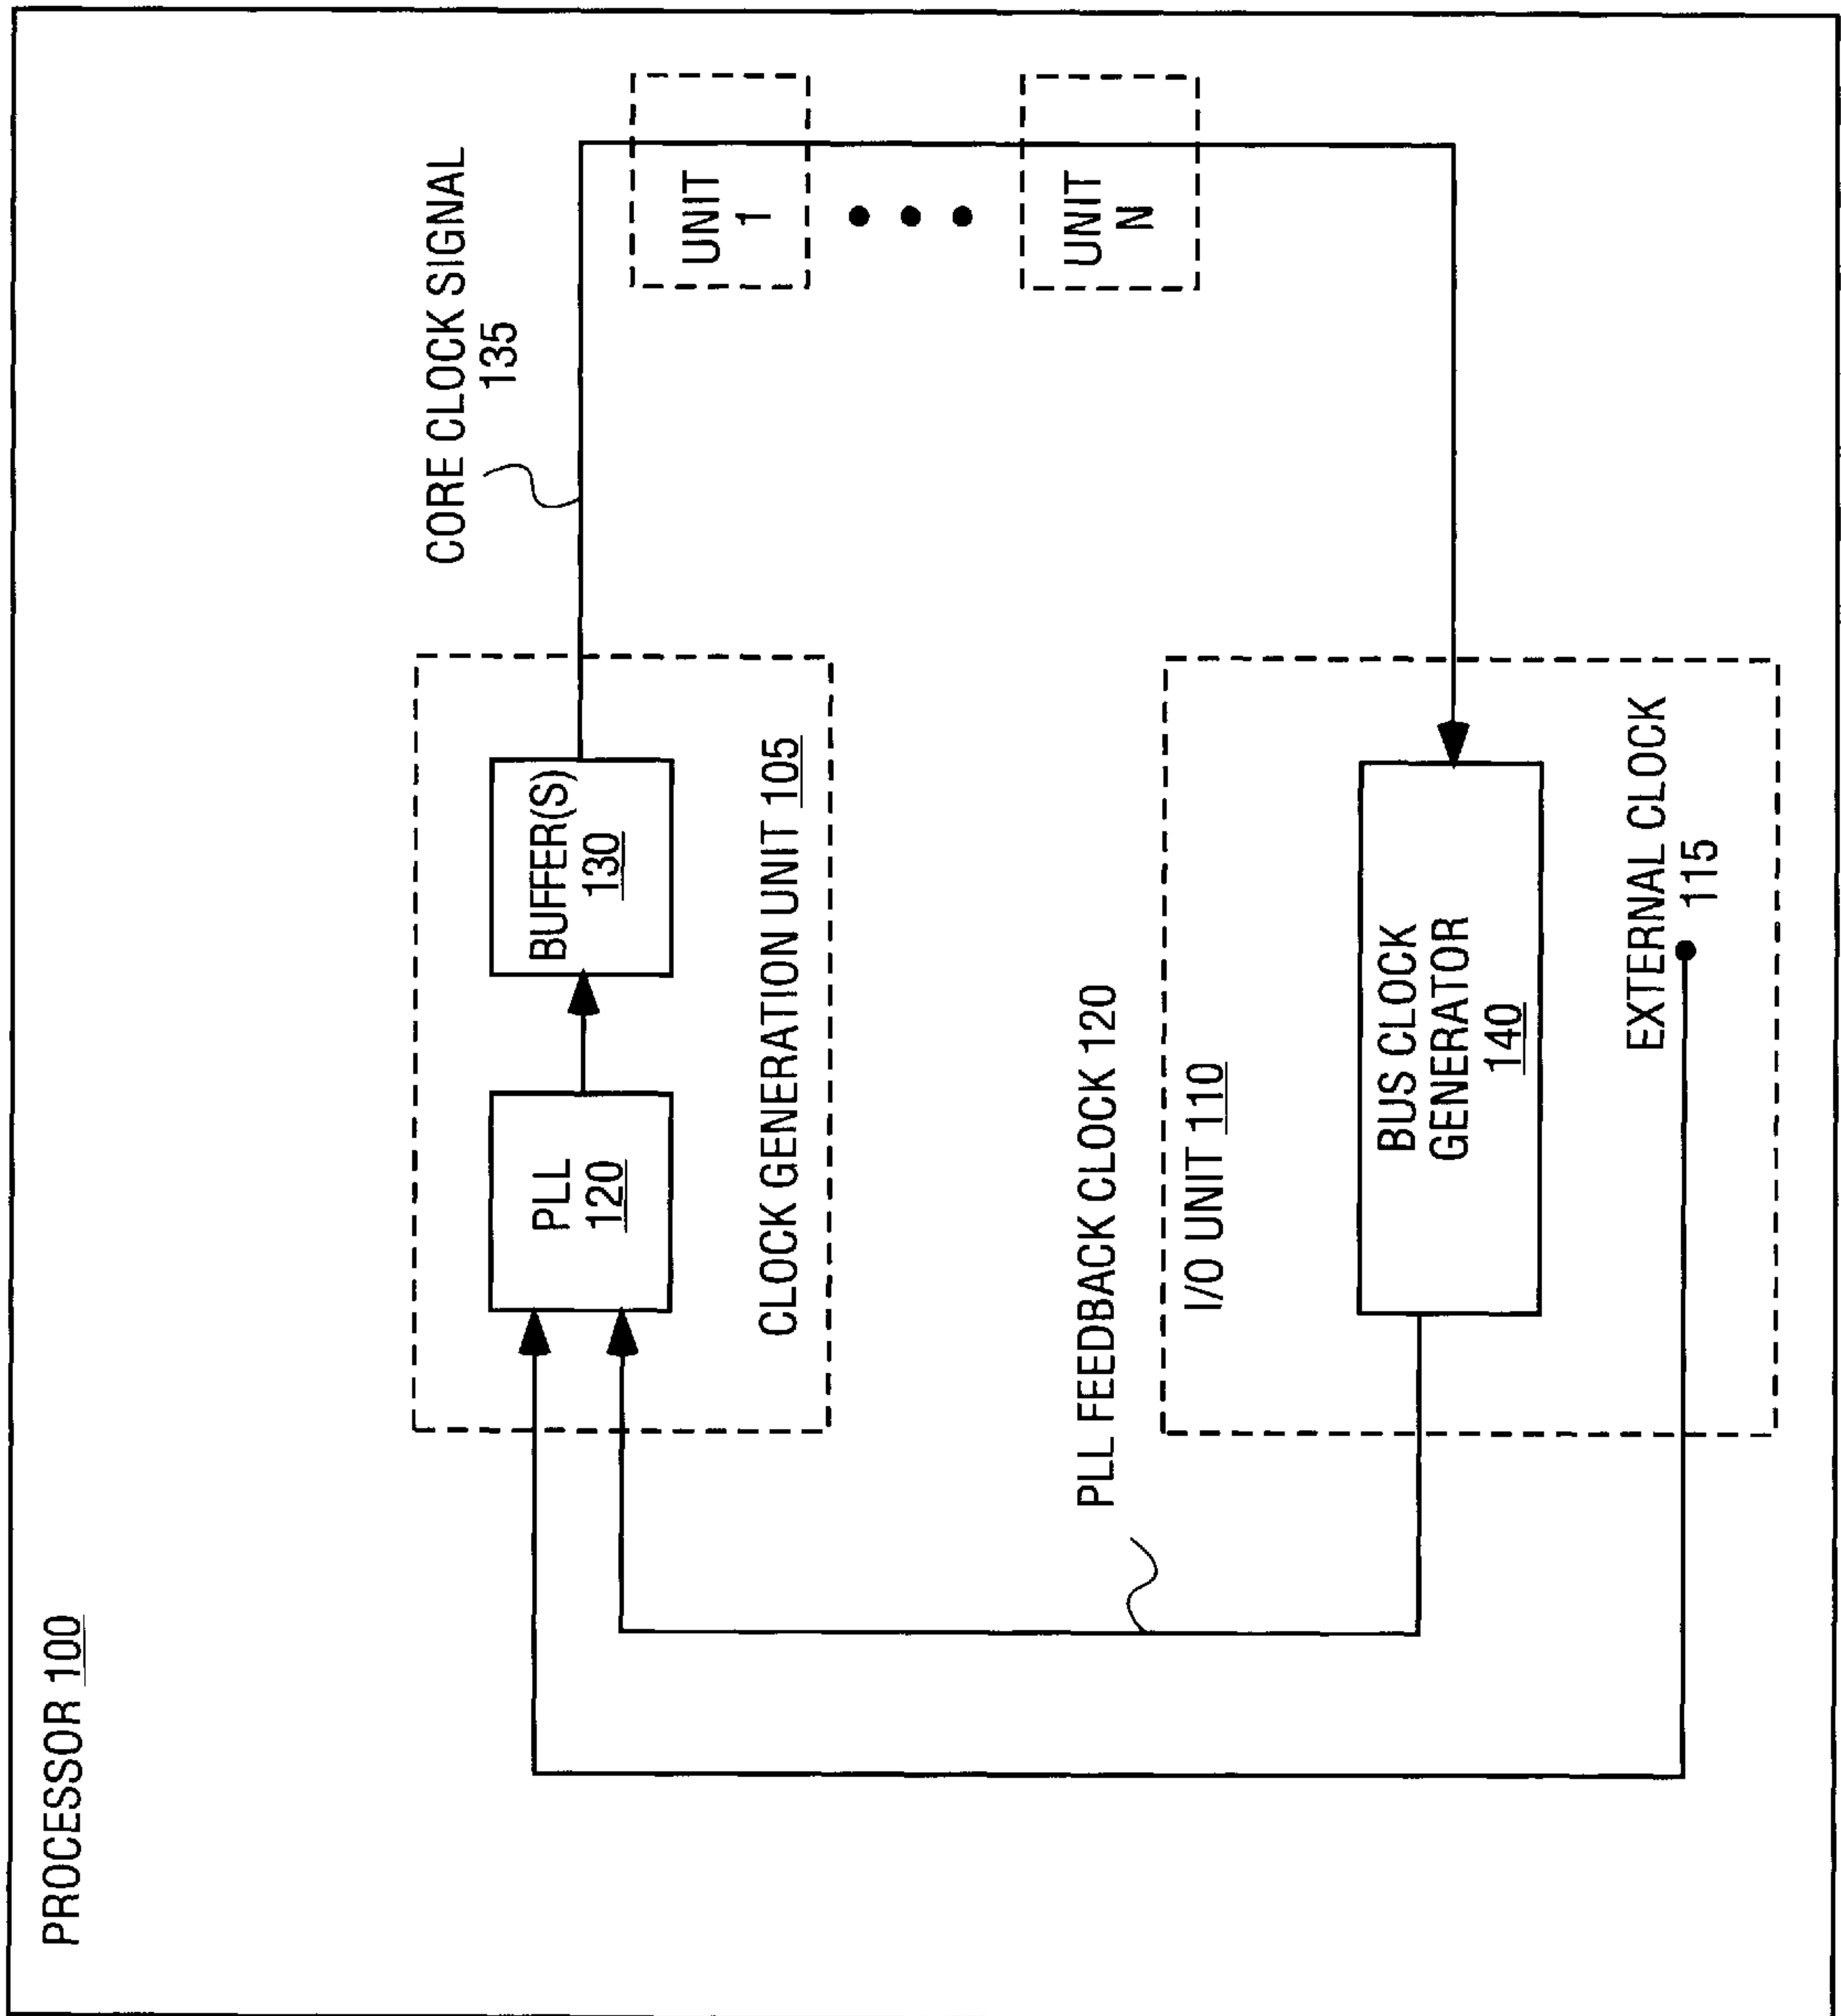 PROCESSOR 100
CORE CLOCK SIGNAL
135
PLL
120
BUFFER(S)
130
CLOCK GENERATION UNIT 105
UNIT
1
UNIT
N
PLL FEEDBACK CLOCK 120
I/O UNIT 110
BUS CLOCK
GENERATOR
140
EXTERNAL CLOCK
115